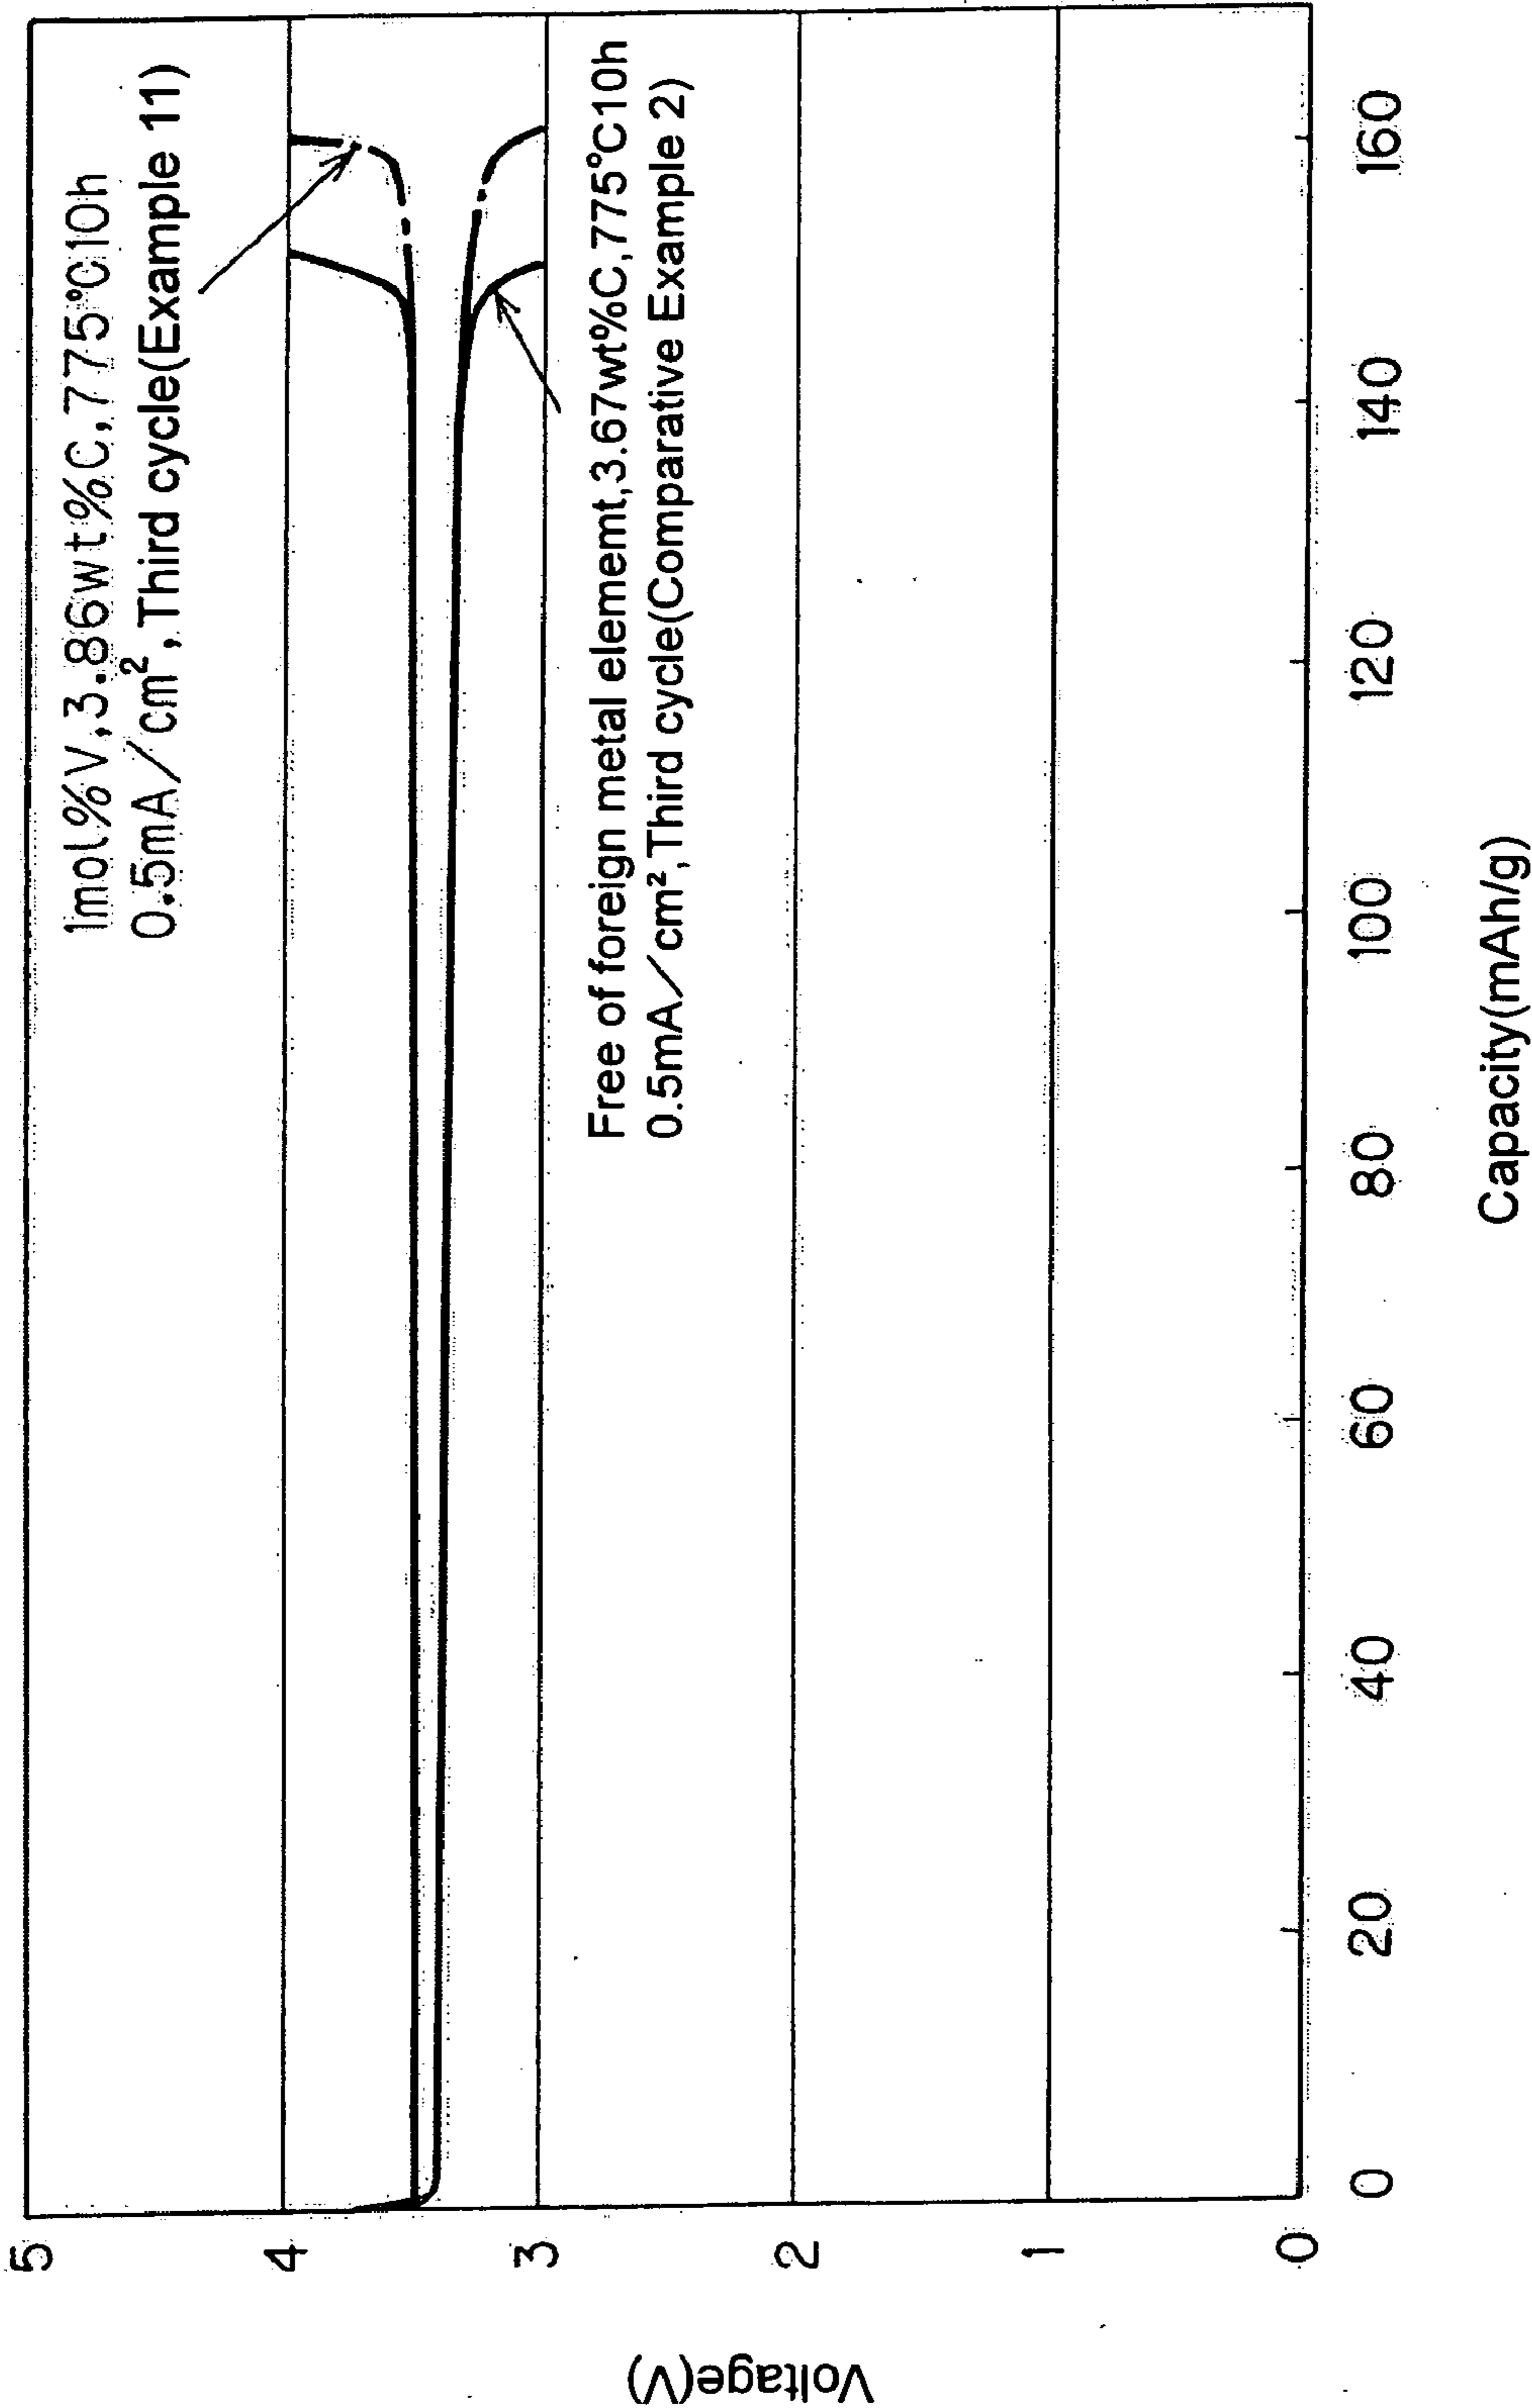 5
4
3
2
1
0
Voltage(V)
1mol%V,3.86wt%C,775°C10h
0.5mA/cm²,Third cycle(Example 11)
Free of foreign metal elememt,3.67wt%C,775°C10h
0.5mA/cm²,Third cycle(Comparative Example 2)
0 20 40 60 80 100 120 140 160
Capacity(mAh/g)